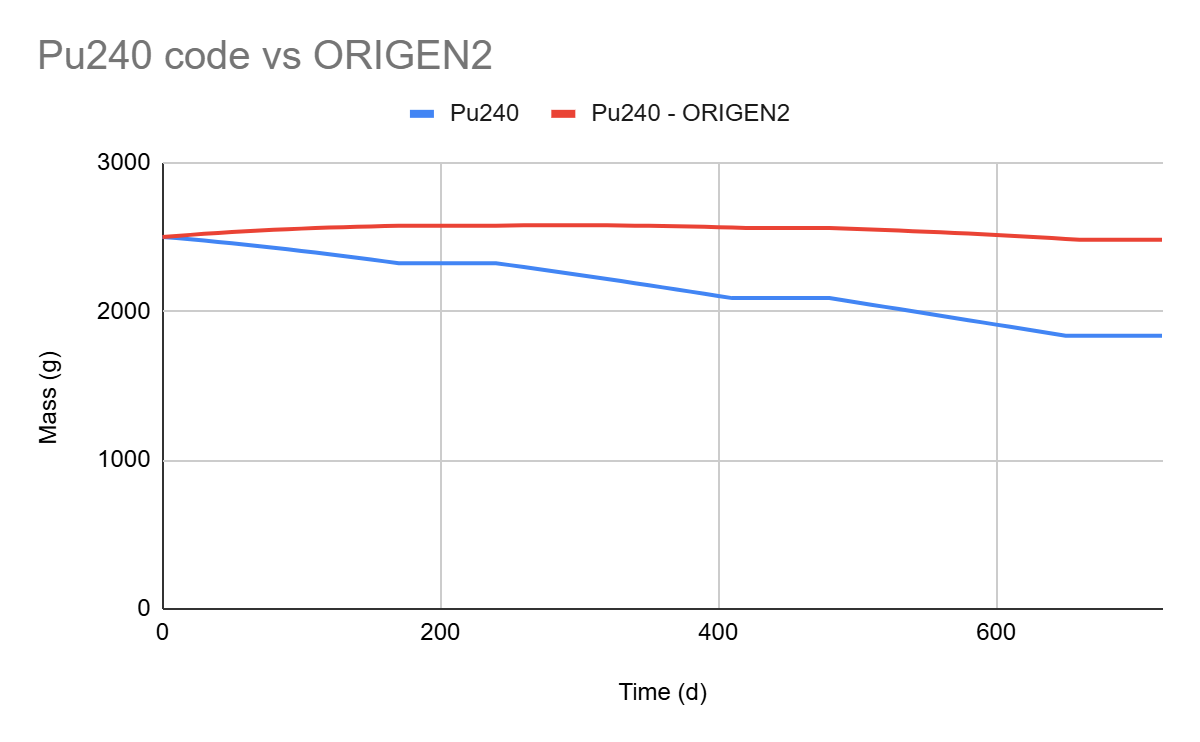 Pu240 code vs ORIGEN2
Pu240 Pu240 - ORIGEN2
3000
2000
1000
0
Mass (g)
0 200 400 600
Time (d)